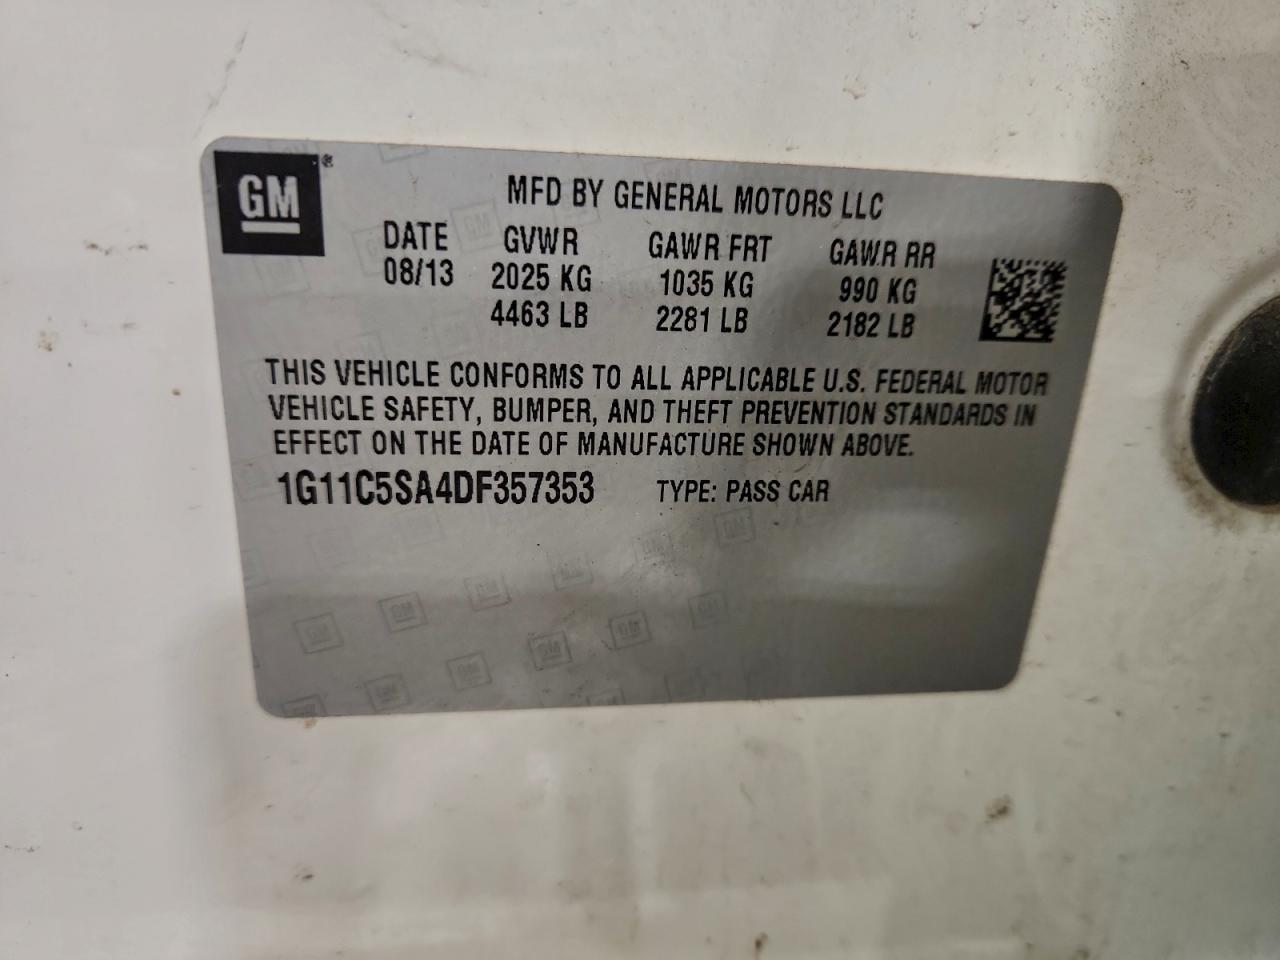 GM®
MFD BY GENERAL MOTORS LLC
DATE GVWR GAWR FRT GAWR RR
08/13 2025 KG 1035 KG 990 KG
4463 LB 2281 LB 2182 LB
THIS VEHICLE CONFORMS TO ALL APPLICABLE U.S. FEDERAL MOTOR
VEHICLE SAFETY, BUMPER, AND THEFT PREVENTION STANDARDS IN
EFFECT ON THE DATE OF MANUFACTURE SHOWN ABOVE.
1G11C5SA4DF357353 TYPE: PASS CAR